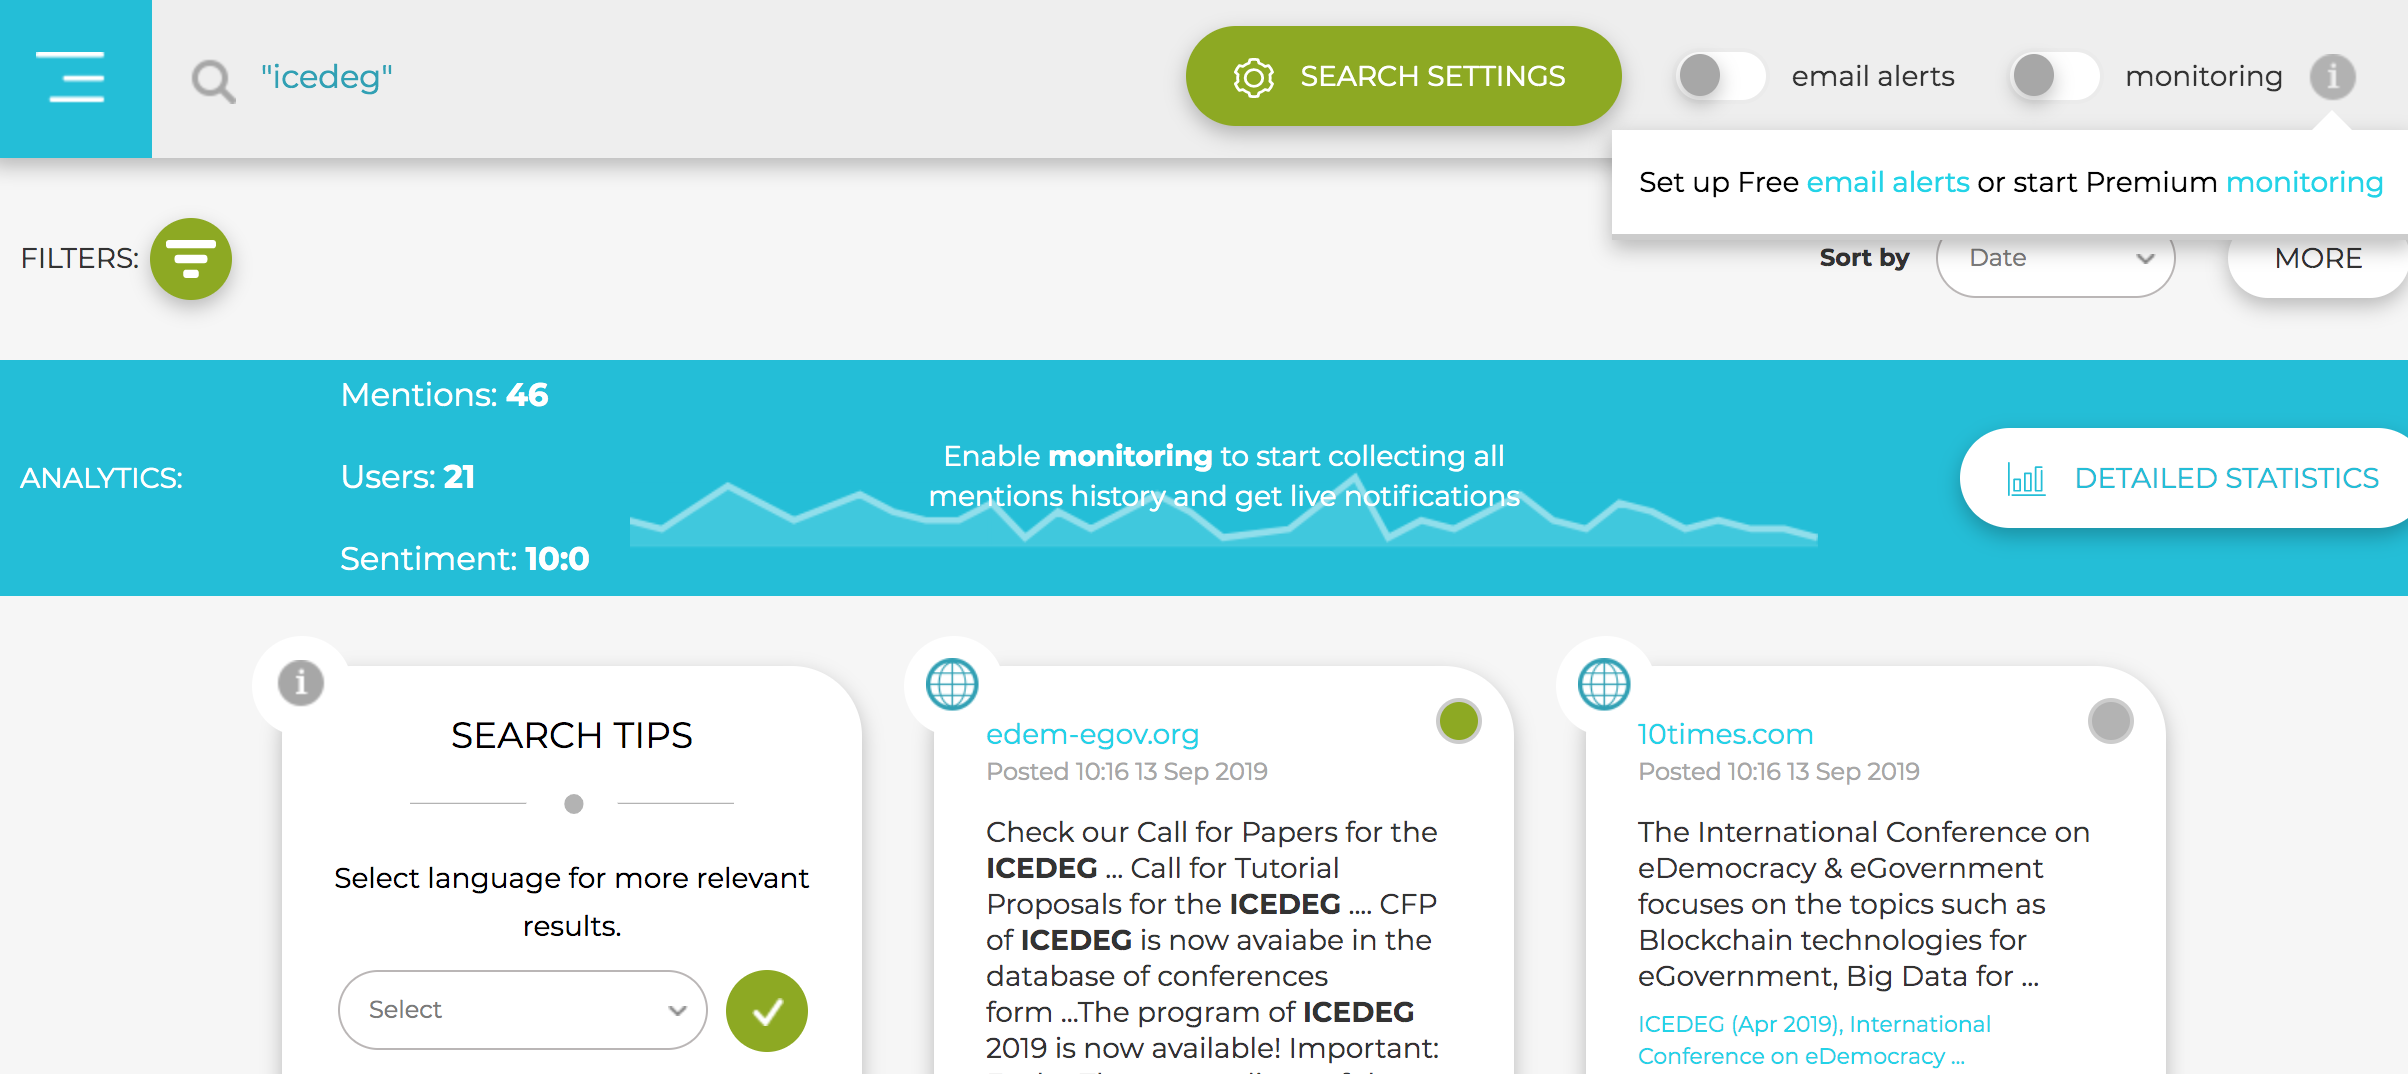 "icedeg"
SEARCH SETTINGS
email alerts
monitoring
i
Set up Free email alerts or start Premium monitoring
FILTERS:
Sort by
Date
MORE
ANALYTICS:
Mentions: 46
Users: 21
Sentiment: 10:0
Enable monitoring to start collecting all
mentions history and get live notifications
DETAILED STATISTICS
i
SEARCH TIPS
Select language for more relevant
results.
Select
edem-egov.org
Posted 10:16 13 Sep 2019
Check our Call for Papers for the
ICEDEG ... Call for Tutorial
Proposals for the ICEDEG .... CFP
of ICEDEG is now avaiabe in the
database of conferences
form ...The program of ICEDEG
2019 is now available! Important:
10times.com
Posted 10:16 13 Sep 2019
The International Conference on
eDemocracy & eGovernment
focuses on the topics such as
Blockchain technologies for
eGovernment, Big Data for ...
ICEDEG (Apr 2019), International
Conference on eDemocracy ...